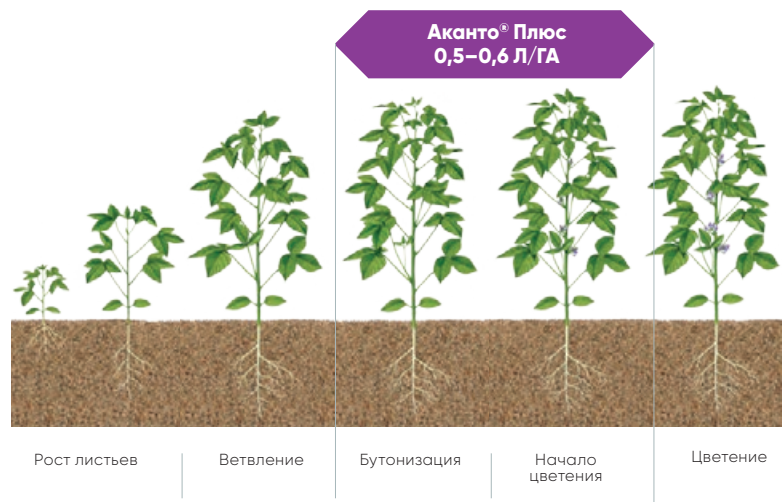 Аканто® Плюс
0,5–0,6 Л/ГА
Рост листьев
Ветвление
Бутонизация
Начало
цветения
Цветение